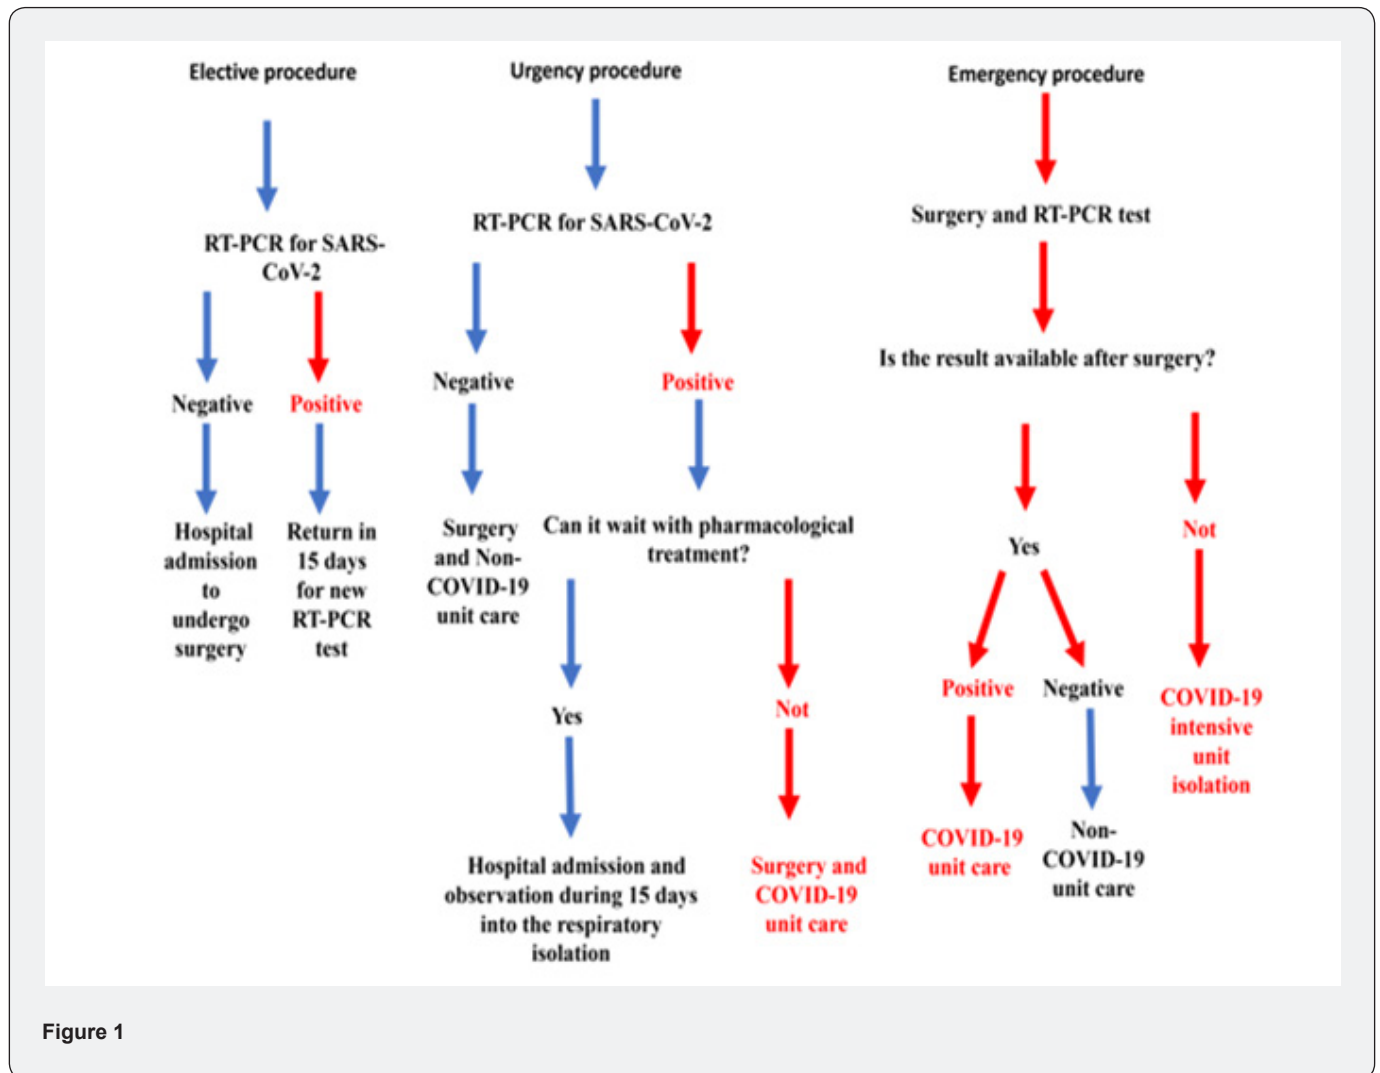 Elective procedure
RT-PCR for SARS-
CoV-2
Negative
Positive
Hospital
admission
to
undergo
surgery
Return in
15 days
for new
RT-PCR
test
Urgency procedure
RT-PCR for SARS-CoV-2
Negative
Positive
Surgery
and Non-
COVID-19
unit care
Can it wait with pharmacological
treatment?
Yes
Not
Hospital admission and
observation during 15 days
into the respiratory
isolation
Surgery and
COVID-19
unit care
Emergency procedure
Surgery and RT-PCR test
Is the result available after surgery?
Yes
Not
Positive
Negative
COVID-19
unit care
Non-
COVID-19
unit care
COVID-19
intensive
unit
isolation
Figure 1